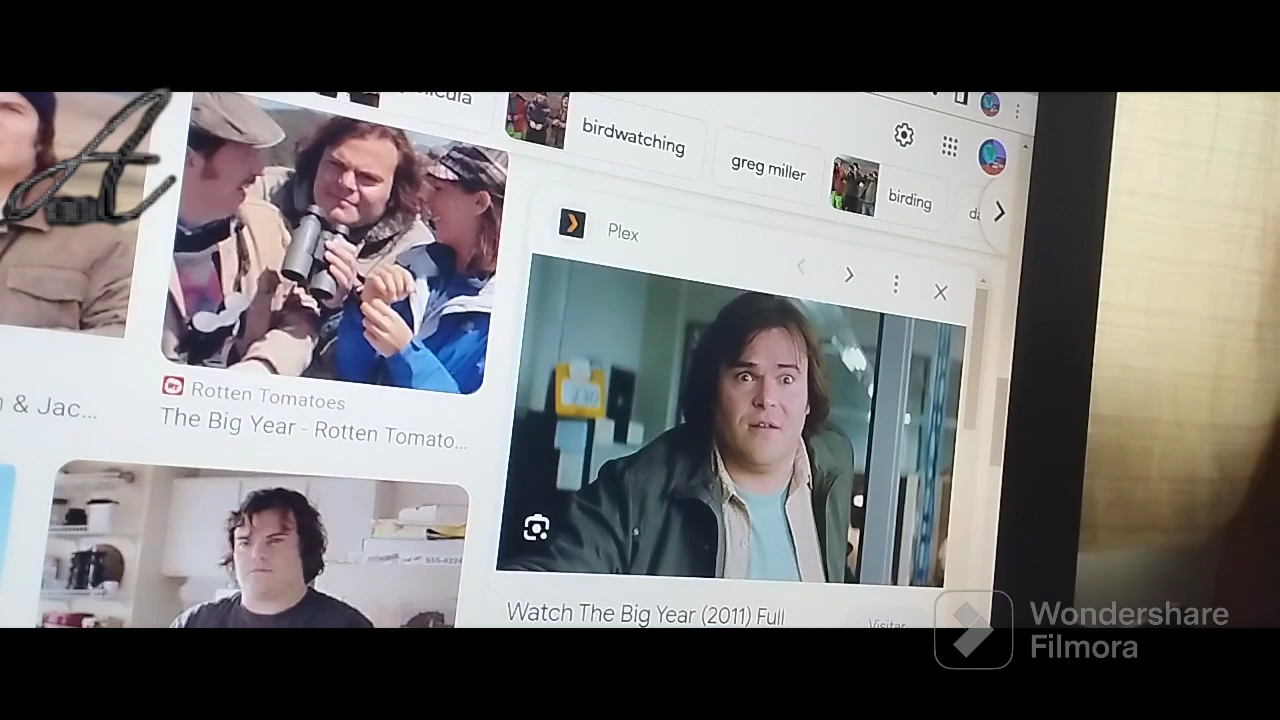 birdwatching
greg miller
birding
Plex
& Jac...
Rotten Tomatoes
The Big Year - Rotten Tomato...
Watch The Big Year (2011) Full
Visitar
Wondershare
Filmora